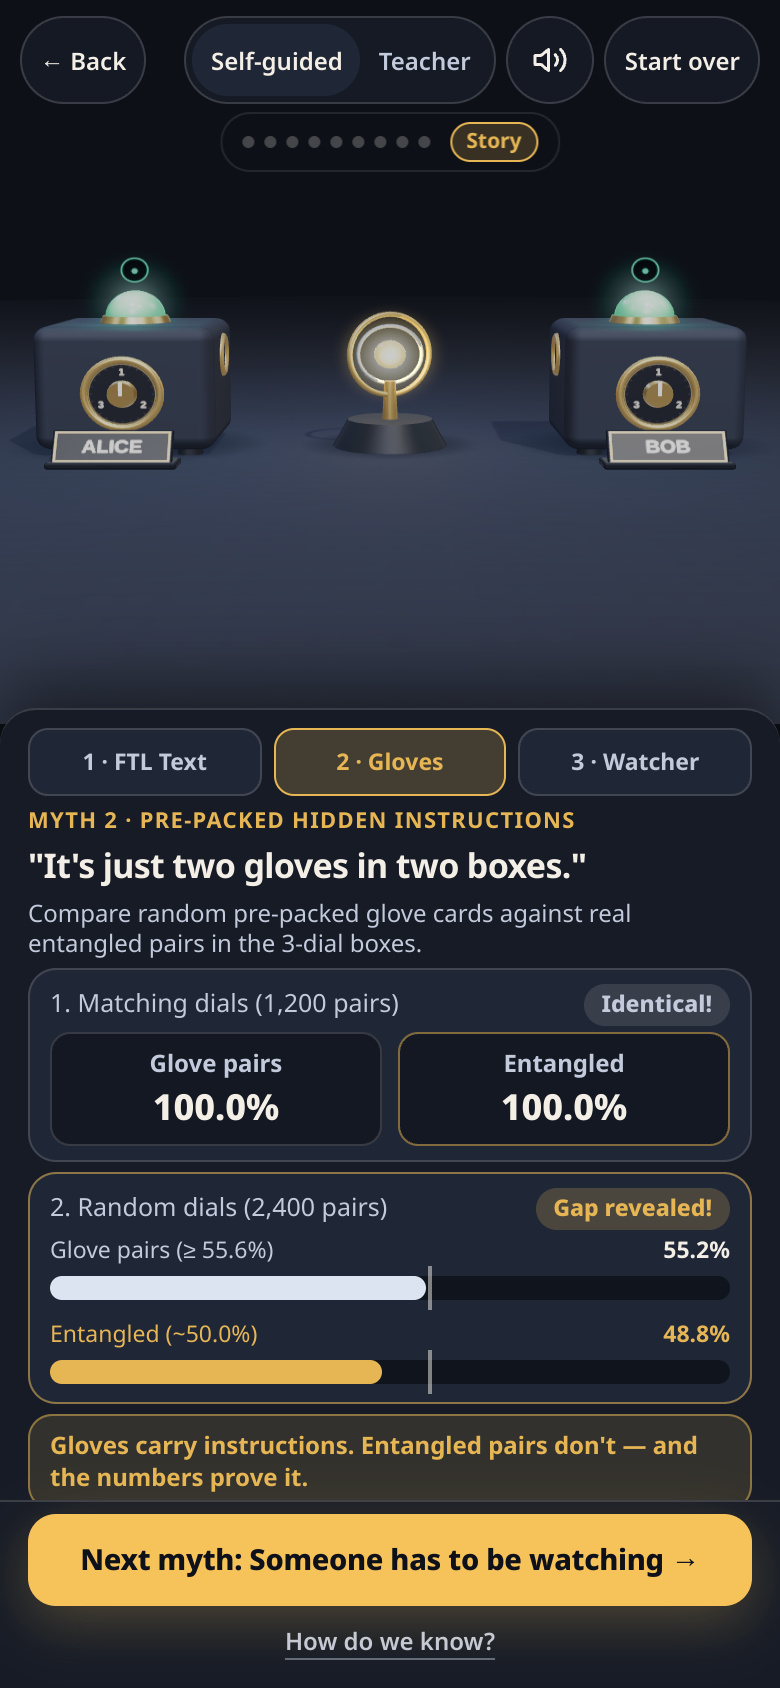 ← Back
Self-guided
Teacher
Start over
Story
1
3
2
ALICE
1
3
2
BOB
1 · FTL Text
2 · Gloves
3 · Watcher
MYTH 2 · PRE-PACKED HIDDEN INSTRUCTIONS
"It's just two gloves in two boxes."
Compare random pre-packed glove cards against real
entangled pairs in the 3-dial boxes.
1. Matching dials (1,200 pairs)
Identical!
Glove pairs
100.0%
Entangled
100.0%
2. Random dials (2,400 pairs)
Gap revealed!
Glove pairs (≥ 55.6%)
55.2%
Entangled (~50.0%)
48.8%
Gloves carry instructions. Entangled pairs don't — and
the numbers prove it.
Next myth: Someone has to be watching →
How do we know?